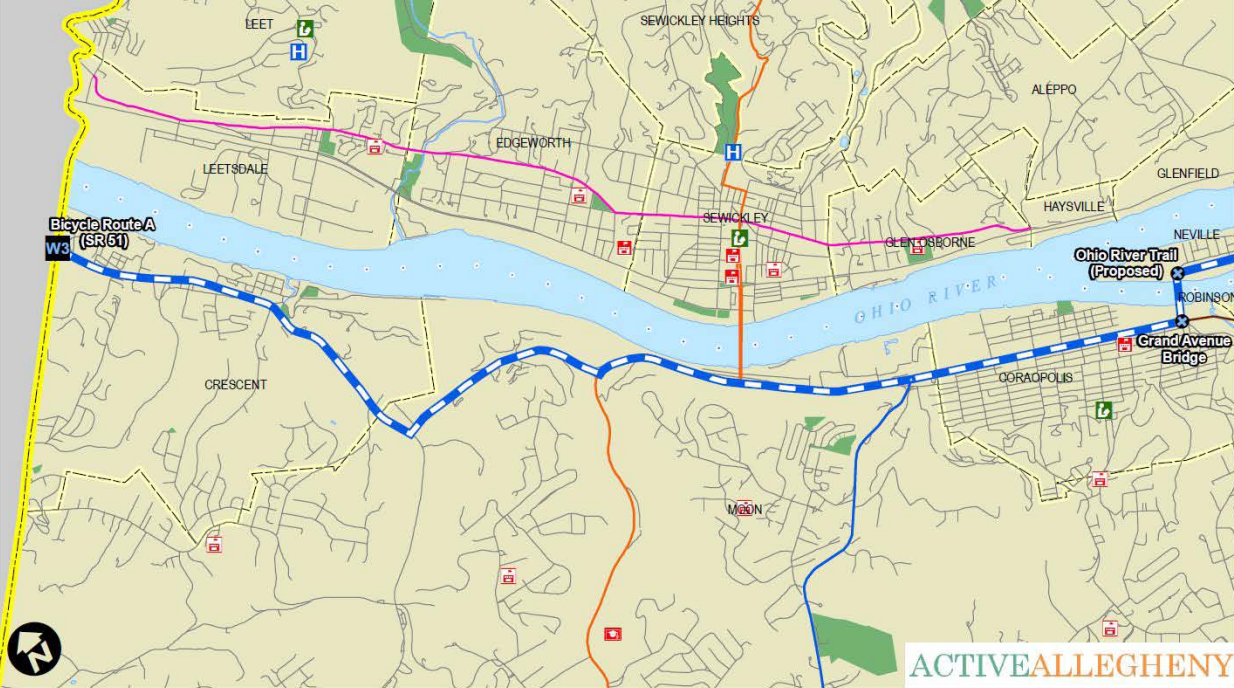 LEET
SEWICKLEY HEIGHTS
H
ALEPPO
EDGEWORTH
H
LEETSDALE
GLENFIELD
HAYSVILLE
SEWICKLEY
Bicycle Route A
(SR 51)
W3
NEVILLE
GLEN OSBORNE
Ohio River Trail
(Proposed)
OHIO RIVER
ROBINSON
Grand Avenue
Bridge
CRESCENT
CORAOPOLIS
MOON
N
ACTIVEALLEGHENY